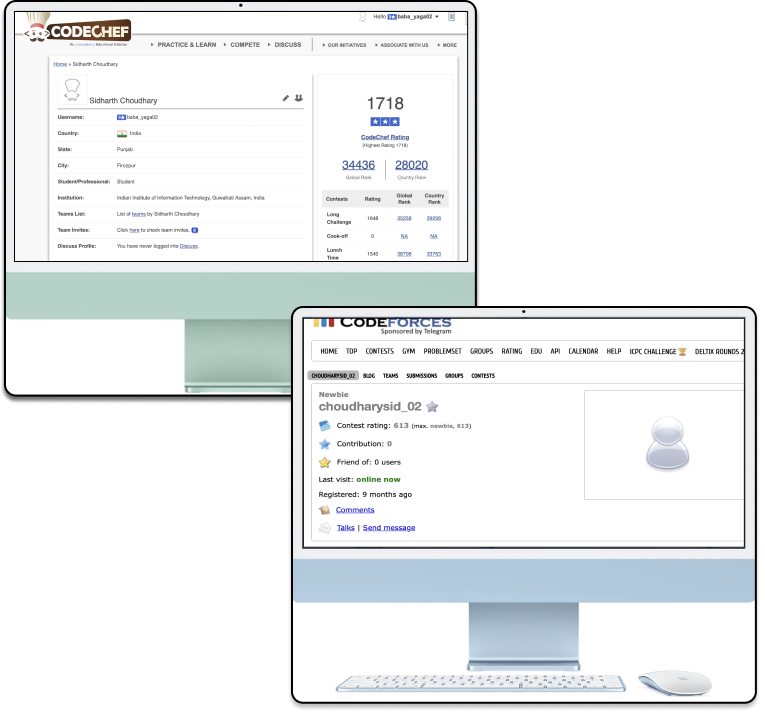 Hello 3★ baba_yaga02
CODECHEF
PRACTICE & LEARN COMPETE DISCUSS OUR INITIATIVES ASSOCIATE WITH US MORE
Home » Sidharth Choudhary
Sidharth Choudhary
Username: 3★ baba_yaga02
Country: India
State: Punjab
City: Firozpur
Student/Professional: Student
Institution: Indian Institute of Information Technology, Guwahati Assam, India
Teams List: List of teams by Sidharth Choudhary
Team Invites: Click here to check team invites. 0
Discuss Profile: You have never logged into Discuss.
1718
★ ★ ★
CodeChef Rating
(Highest Rating 1718)
34436 28020
Global Rank Country Rank
Contests Rating Global Rank Country Rank
Long Challenge 1648 35258 29298
Cook-off 0 NA NA
Lunch Time 1540 38708 33763
CODEFORCES
Sponsored by Telegram
HOME TOP CONTESTS GYM PROBLEMSET GROUPS RATING EDU API CALENDAR HELP ICPC CHALLENGE DELTIX ROUNDS 2
CHOUDHARYSID_02 BLOG TEAMS SUBMISSIONS GROUPS CONTESTS
Newbie
choudharysid_02
Contest rating: 613 (max. newbie, 613)
Contribution: 0
Friend of: 0 users
Last visit: online now
Registered: 9 months ago
Comments
Talks | Send message